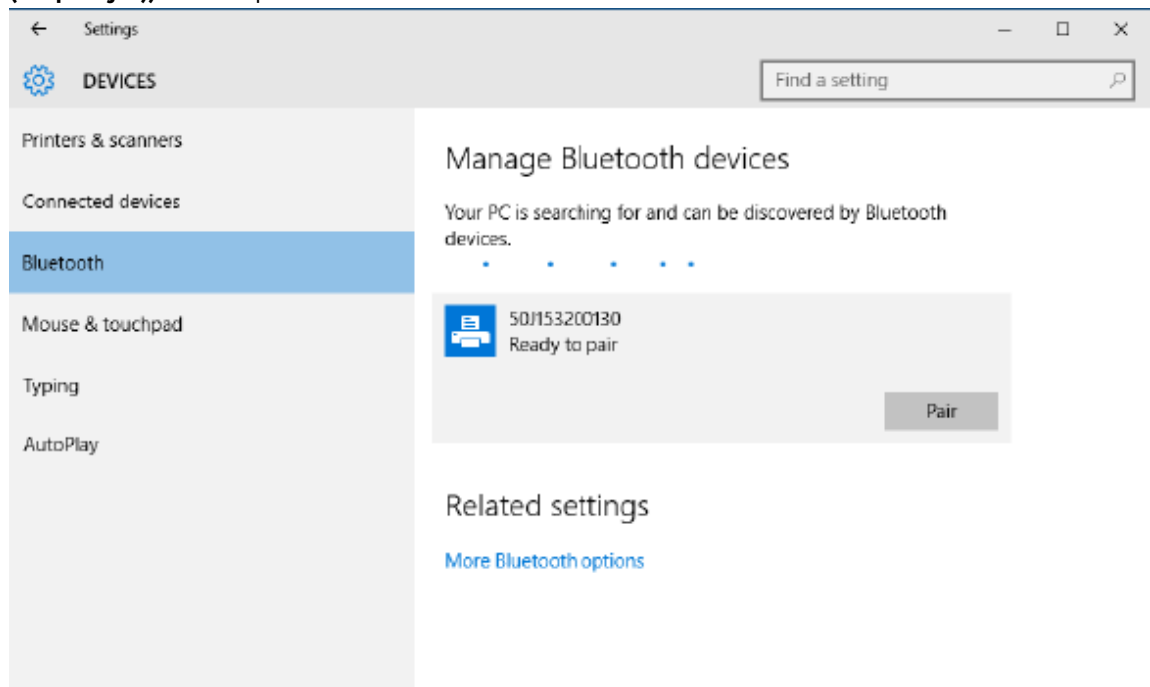 Settings
DEVICES
Find a setting
Printers & scanners
Connected devices
Bluetooth
Mouse & touchpad
Typing
AutoPlay
Manage Bluetooth devices
Your PC is searching for and can be discovered by Bluetooth
devices.
50J153200130
Ready to pair
Pair
Related settings
More Bluetooth options